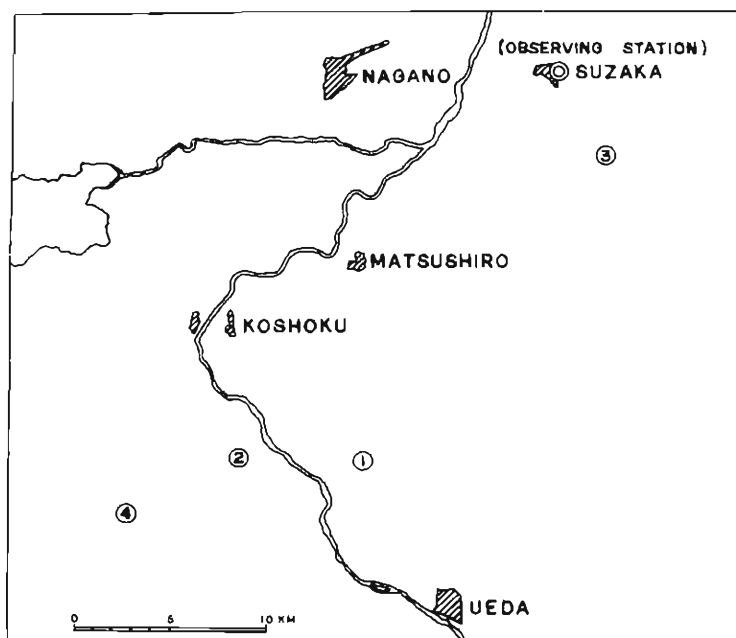 (OBSERVING STATION)
NAGANO
SUZAKA
③
MATSUSHIRO
KOSHOKU
②
①
④
0 5 10 KM
UEDA